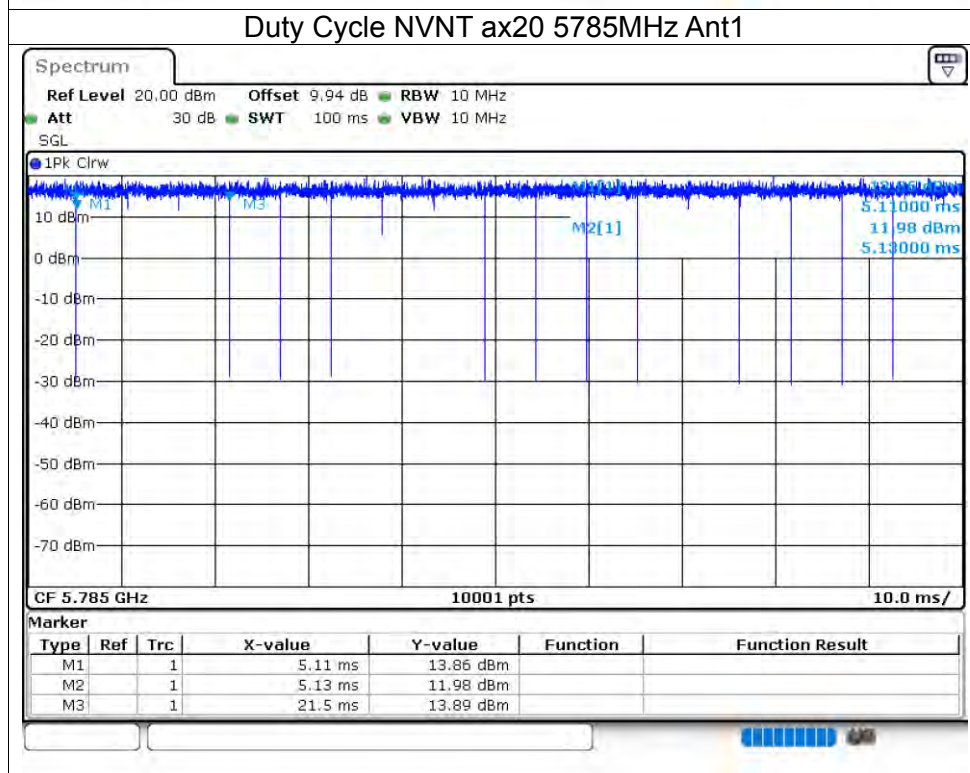 Duty Cycle NVNT ax20 5785MHz Ant1
Spectrum
Ref Level 20.00 dBm Offset 9.94 dB RBW 10 MHz
Att 30 dB SWT 100 ms VBW 10 MHz
SGL
1Pk Clrw
M1 M3 5.11000 ms
10 dBm M2[1] 11.98 dBm
0 dBm 5.13000 ms
-10 dBm
-20 dBm
-30 dBm
-40 dBm
-50 dBm
-60 dBm
-70 dBm
CF 5.785 GHz 10001 pts 10.0 ms/
Marker
Type Ref Trc X-value Y-value Function Function Result
M1 1 5.11 ms 13.86 dBm
M2 1 5.13 ms 11.98 dBm
M3 1 21.5 ms 13.89 dBm